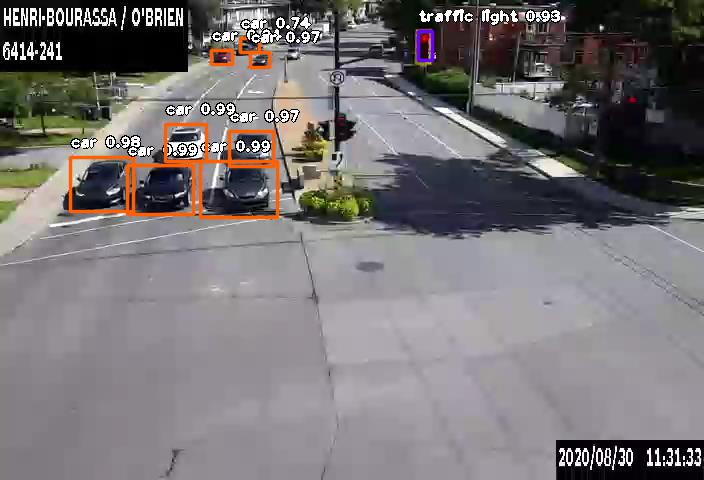 HENRI-BOURASSA / O'BRIEN
6414-241
car 0.74
car 0.97
traffic light 0.93
car 0.99
car 0.97
car 0.98
car 0.99
car 0.99
2020/08/30 11:31:33